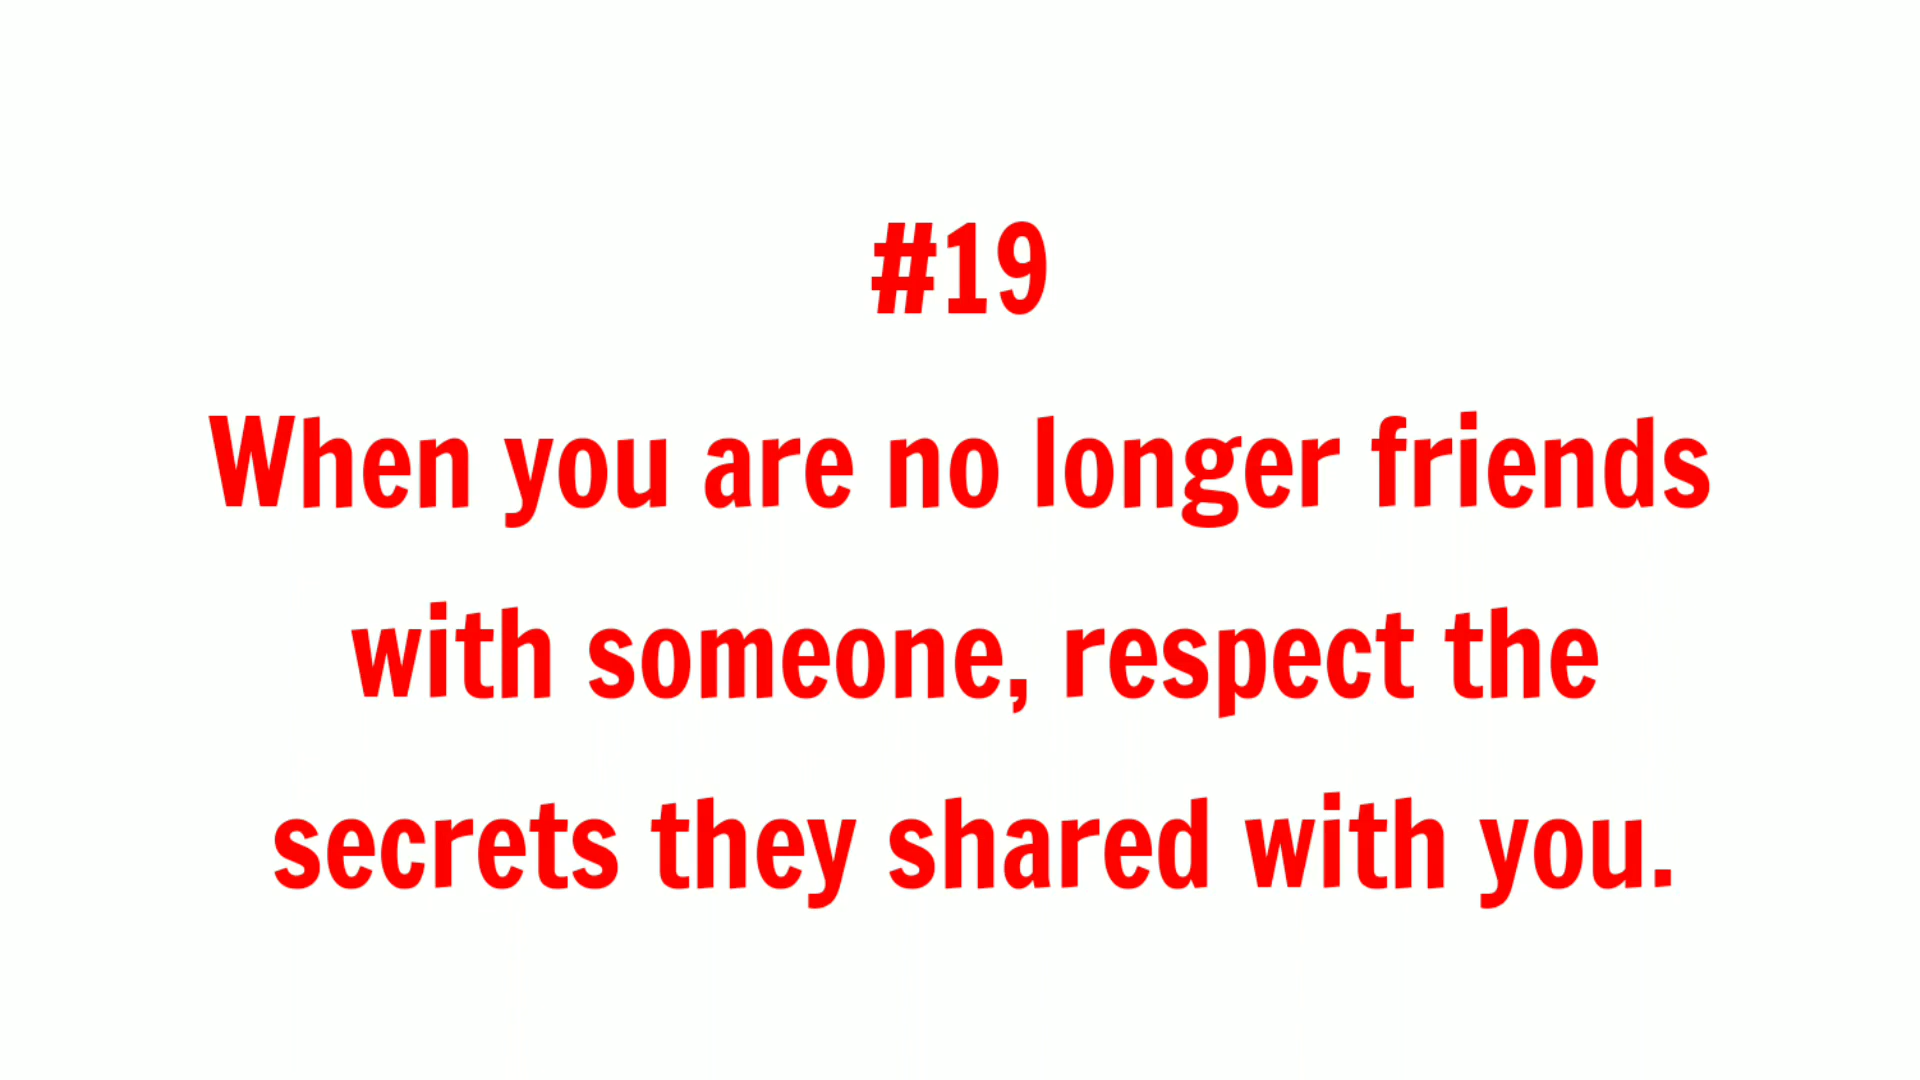 #19
When you are no longer friends
with someone, respect the
secrets they shared with you.